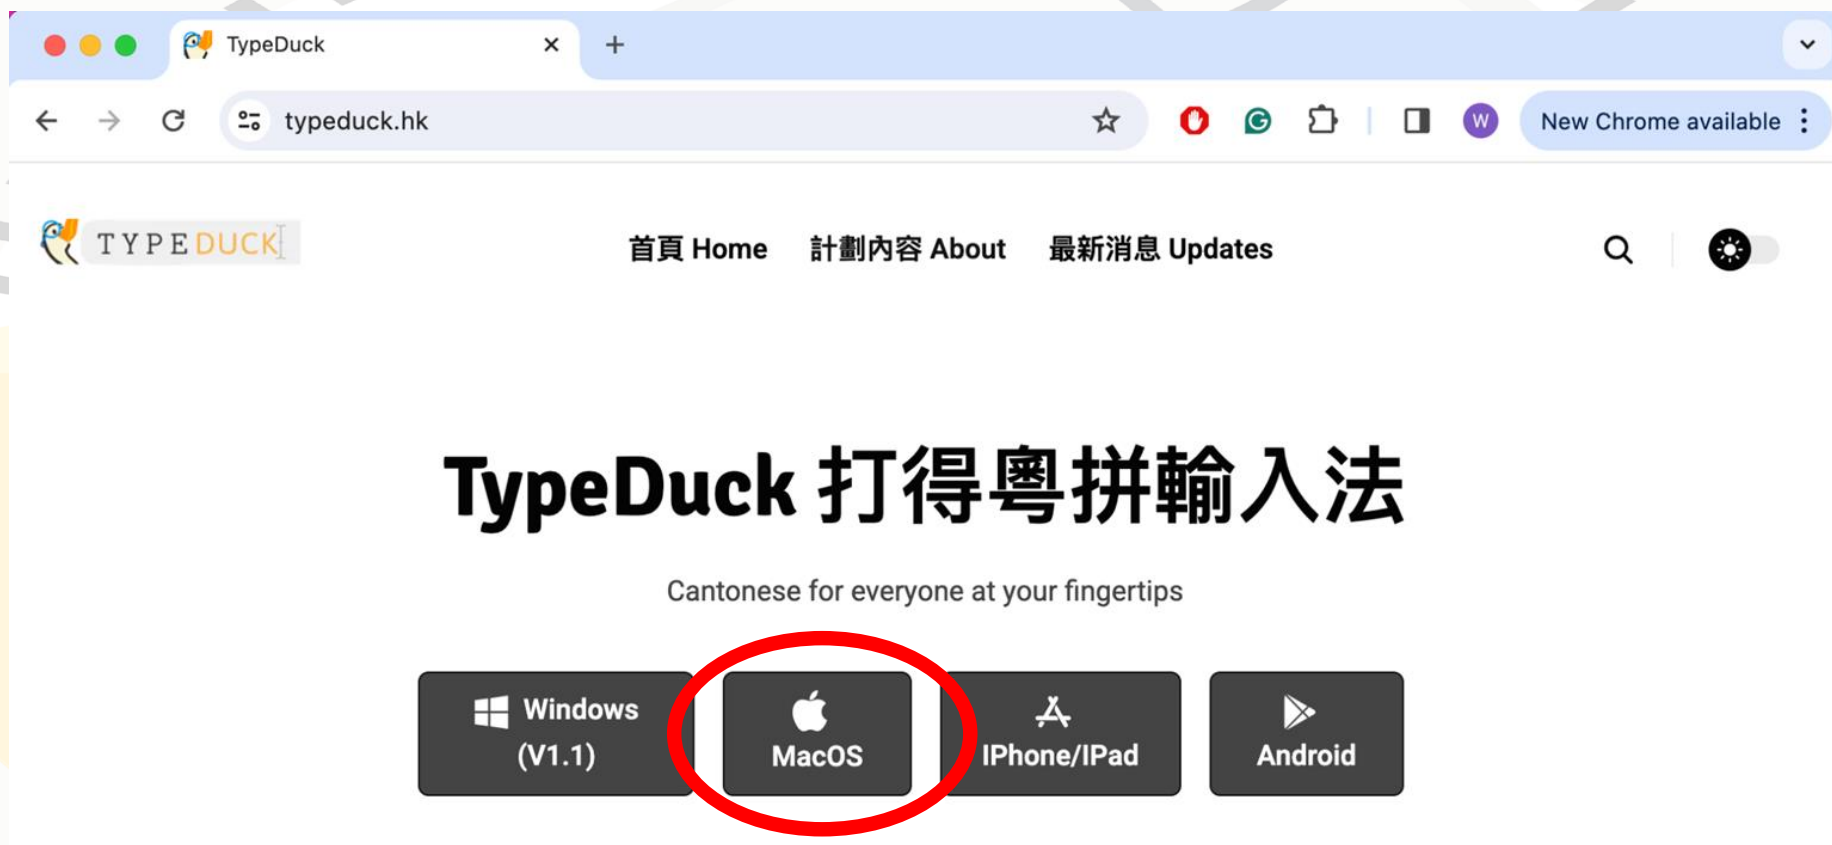 TypeDuck
typeduck.hk
W
New Chrome available
TYPEDUCK
首頁 Home 計劃內容 About 最新消息 Updates
TypeDuck 打得粵拼輸入法
Cantonese for everyone at your fingertips
Windows
(V1.1)
MacOS
IPhone/IPad
Android